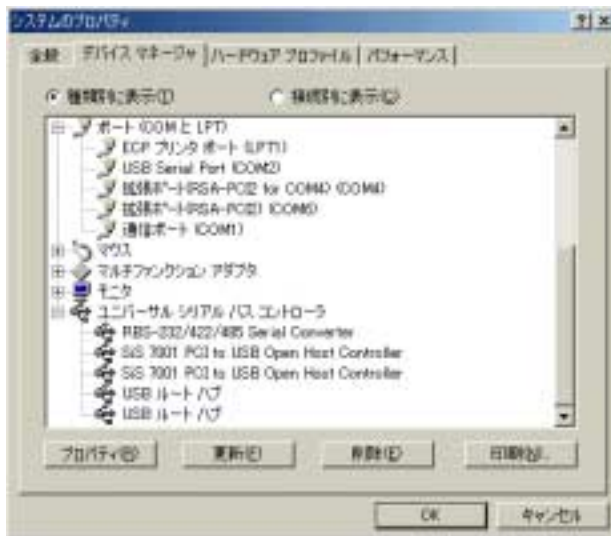 システムのプロパティ
全般 デバイス マネージャ ハードウェア プロファイル パフォーマンス
種類別に表示(T) 接続別に表示(C)
ポート (COM と LPT)
ECP プリンタ ポート (LPT1)
USB Serial Port (COM2)
拡張ポート(RSA-PCI2 for COM4) (COM4)
拡張ポート(RSA-PCI2) (COM6)
通信ポート (COM1)
マウス
マルチファンクション アダプタ
モニタ
ユニバーサル シリアル バス コントローラ
RBS-232/422/485 Serial Converter
SiS 7001 PCI to USB Open Host Controller
SiS 7001 PCI to USB Open Host Controller
USB ルート ハブ
USB ルート ハブ
プロパティ(R) 更新(F) 削除(E) 印刷(N)...
OK キャンセル